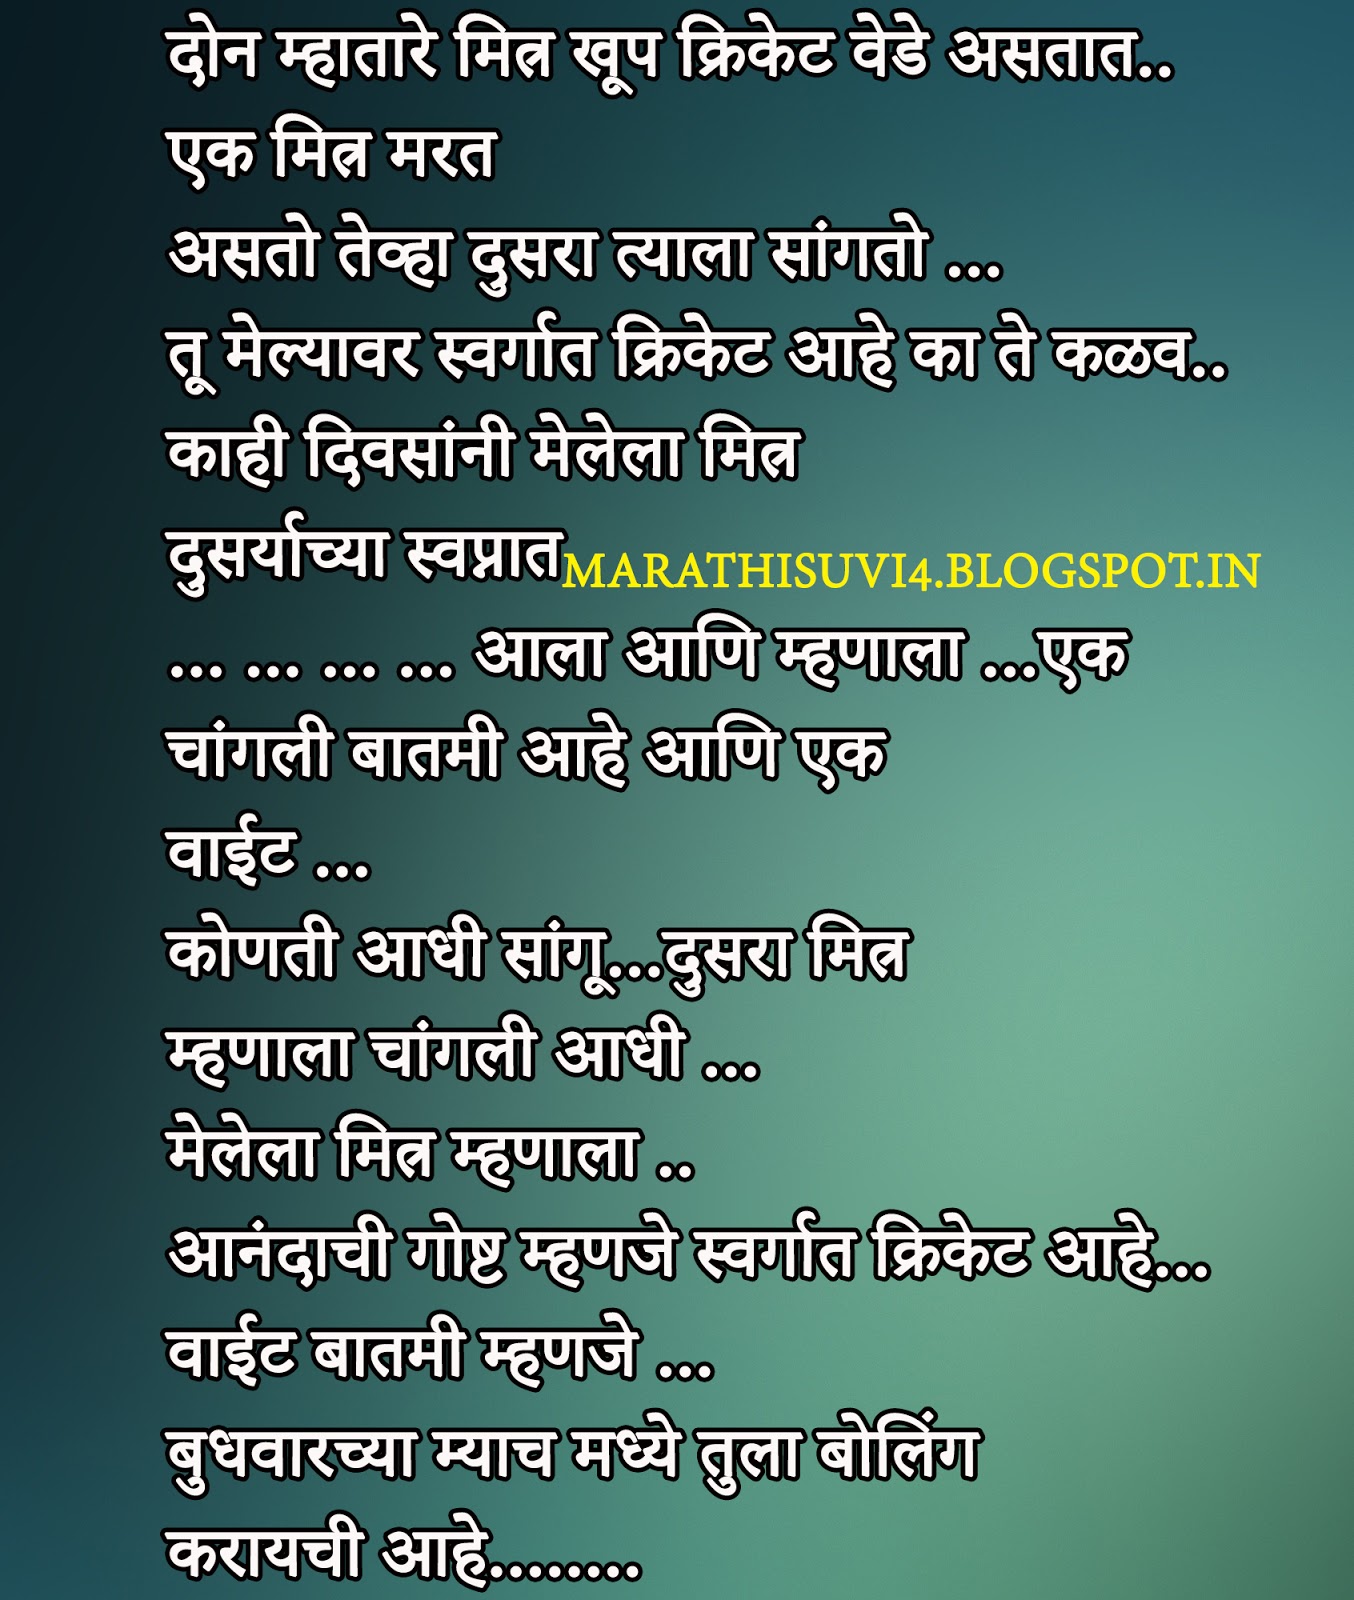 दोन म्हातारे मित्र खूप क्रिकेट वेडे असतात..
एक मित्र मरत
असतो तेव्हा दुसरा त्याला सांगतो ...
तू मेल्यावर स्वर्गात क्रिकेट आहे का ते कळव..
काही दिवसांनी मेलेला मित्र
दुसर्याच्या स्वप्नात MARATHISUVI4.BLOGSPOT.IN
... ... ... ... आला आणि म्हणाला ...एक
चांगली बातमी आहे आणि एक
वाईट ...
कोणती आधी सांगू...दुसरा मित्र
म्हणाला चांगली आधी ...
मेलेला मित्र म्हणाला ..
आनंदाची गोष्ट म्हणजे स्वर्गात क्रिकेट आहे...
वाईट बातमी म्हणजे ...
बुधवारच्या म्याच मध्ये तुला बोलिंग
करायची आहे........